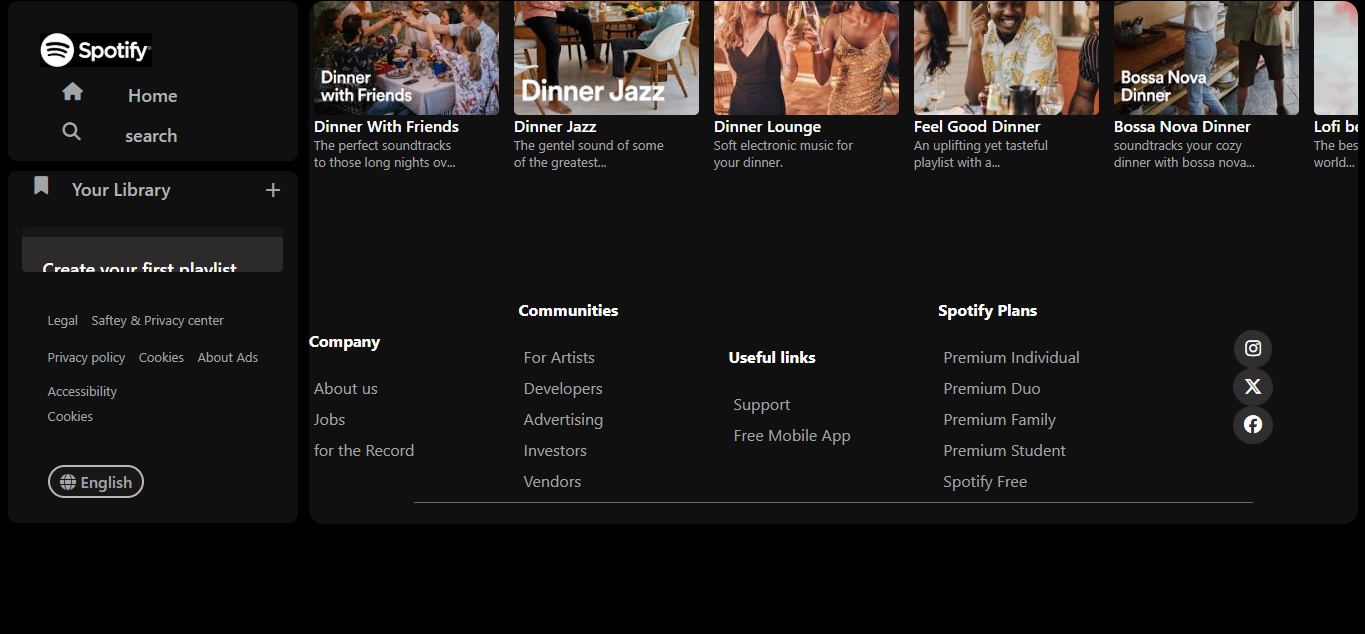 Spotify
Home
search
Your Library
Create your first playlist
Legal Saftey & Privacy center
Privacy policy Cookies About Ads
Accessibility
Cookies
English
Dinner
with Friends
Dinner With Friends
The perfect soundtracks
to those long nights ov...
Dinner Jazz
Dinner Jazz
The gentel sound of some
of the greatest...
Dinner Lounge
Soft electronic music for
your dinner.
Feel Good Dinner
An uplifting yet tasteful
playlist with a...
Bossa Nova
Dinner
Bossa Nova Dinner
soundtracks your cozy
dinner with bossa nova...
Lofi be
The bes
world...
Company
About us
Jobs
for the Record
Communities
For Artists
Developers
Advertising
Investors
Vendors
Useful links
Support
Free Mobile App
Spotify Plans
Premium Individual
Premium Duo
Premium Family
Premium Student
Spotify Free